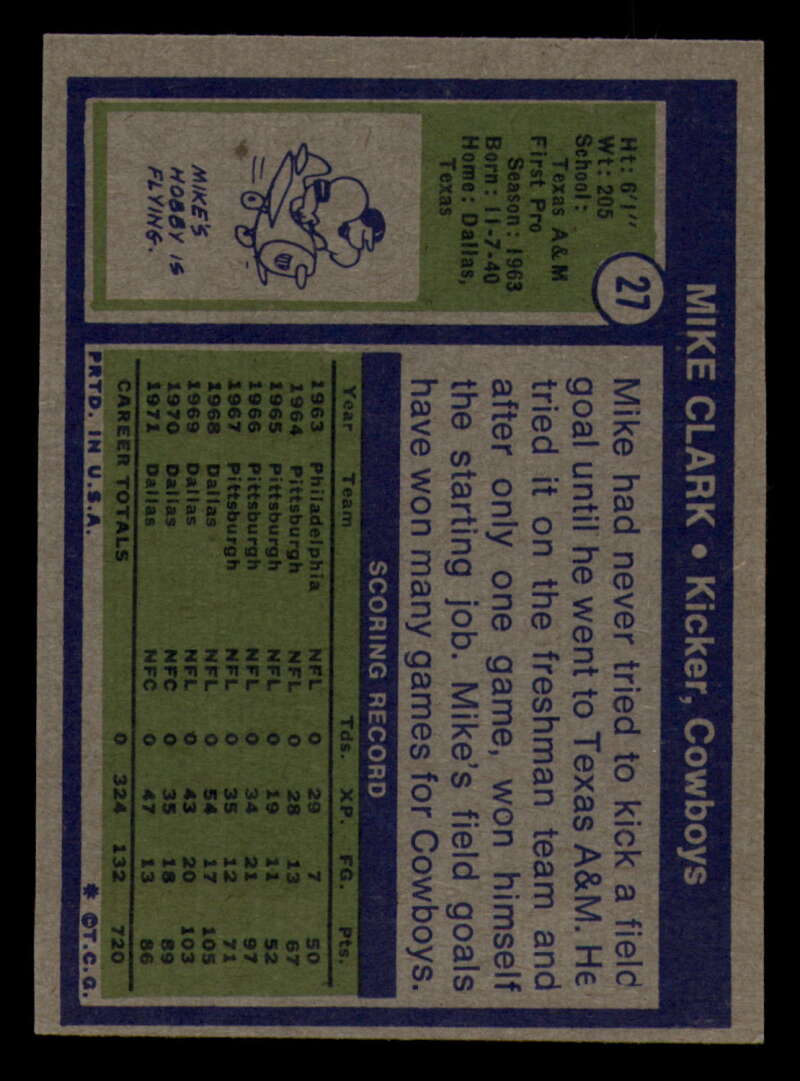 MIKE CLARK • Kicker, Cowboys
27
Ht: 6'1"
Wt: 205
School:
Texas A & M
First Pro
Season: 1963
Born: 11-7-40
Home: Dallas,
Texas
MIKE'S
HOBBY IS
FLYING.
Mike had never tried to kick a field
goal until he went to Texas A&M. He
tried it on the freshman team and
after only one game, won himself
the starting job. Mike's field goals
have won many games for Cowboys.
SCORING RECORD
Year Team Tds. XP. FG. Pts.
1963 Philadelphia NFL 0 29 7 50
1964 Pittsburgh NFL 0 28 13 67
1965 Pittsburgh NFL 0 19 11 52
1966 Pittsburgh NFL 0 34 21 97
1967 Pittsburgh NFL 0 35 12 71
1968 Dallas NFL 0 54 17 105
1969 Dallas NFL 0 43 20 103
1970 Dallas NFC 0 35 18 89
1971 Dallas NFC 0 47 13 86
CAREER TOTALS 0 324 132 720
PRTD. IN U.S.A. * ©T.C.G.